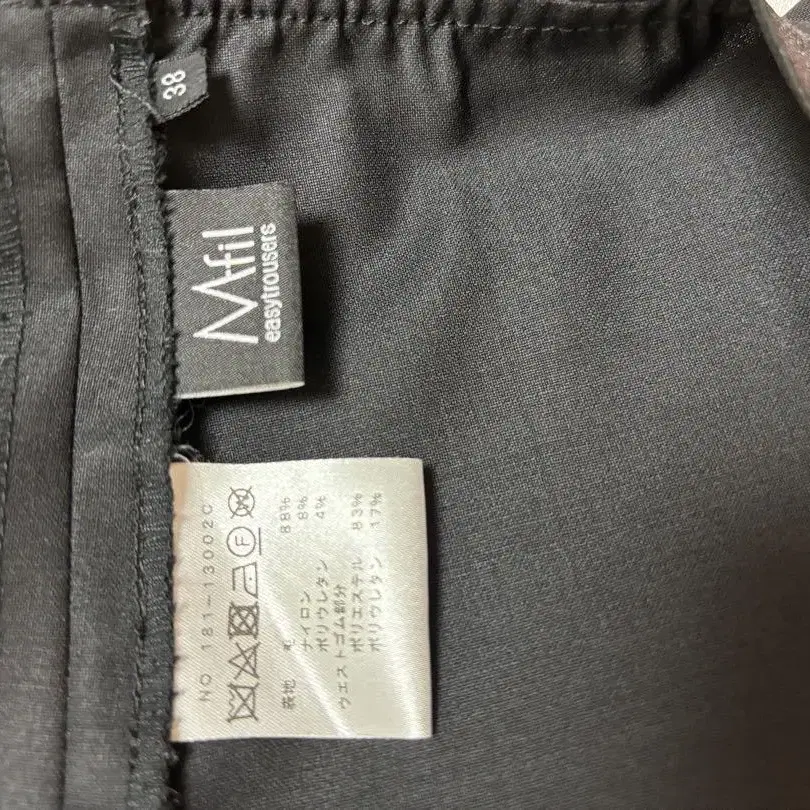 38
Mfil
easytrousers
NO 181-13002C
F
W
表地 毛 88%
ナイロン 8%
ポリウレタン 4%
ウエストゴム部分
ポリエステル 83%
ポリウレタン 17%